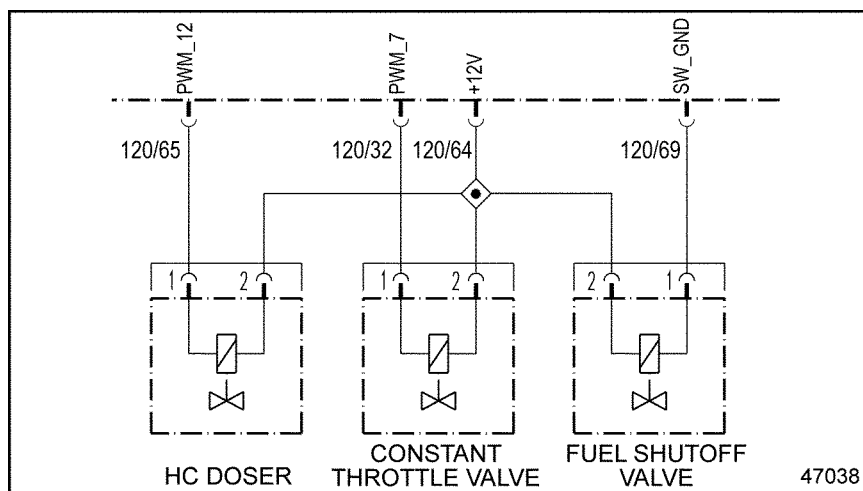 PWM_12 PWM_7 +12V SW_GND
120/65 120/32 120/64 120/69
1 2 1 2 2 1
HC DOSER
CONSTANT
THROTTLE VALVE
FUEL SHUTOFF
VALVE
47038